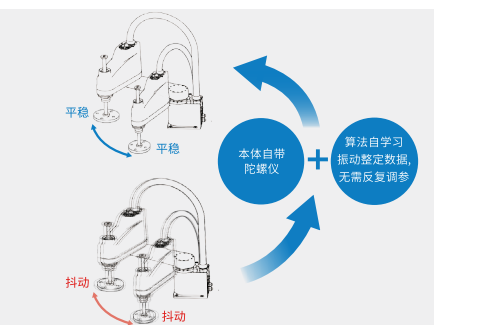 平稳
平稳
本体自带
陀螺仪
+
算法自学习
振动整定数据,
无需反复调参
抖动
抖动